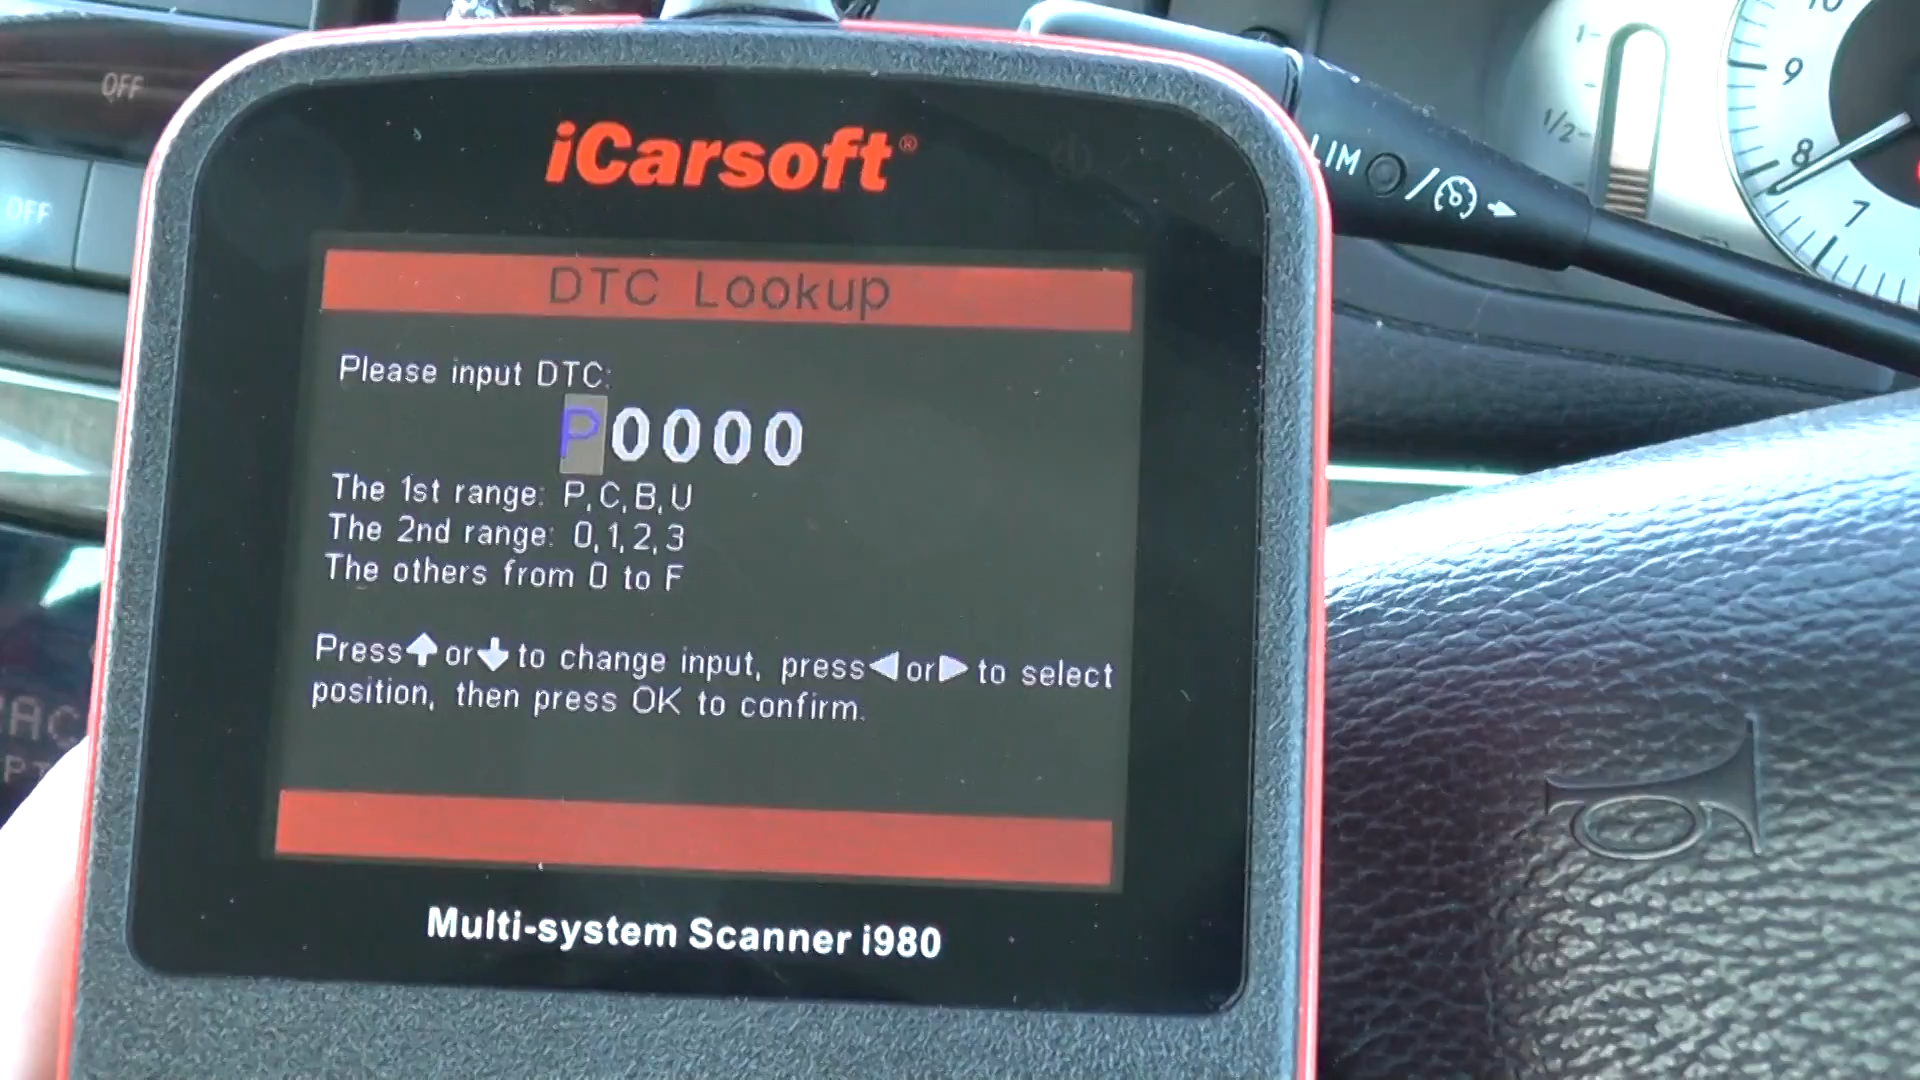 OFF
OFF
iCarsoft®
DTC Lookup
Please input DTC:
P0000
The 1st range: P,C,B,U
The 2nd range: 0,1,2,3
The others from 0 to F
Press⬆or⬇to change input, press◀or▶to select
position, then press OK to confirm.
Multi-system Scanner i980
LIM
1
1/2
10
9
8
7